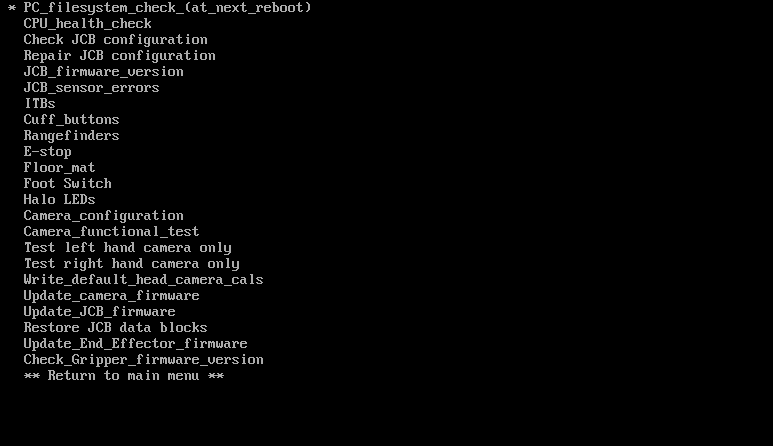 * PC_filesystem_check_(at_next_reboot)
CPU_health_check
Check JCB configuration
Repair JCB configuration
JCB_firmware_version
JCB_sensor_errors
ITBs
Cuff_buttons
Rangefinders
E-stop
Floor_mat
Foot Switch
Halo LEDs
Camera_configuration
Camera_functional_test
Test left hand camera only
Test right hand camera only
Write_default_head_camera_cals
Update_camera_firmware
Update_JCB_firmware
Restore JCB data blocks
Update_End_Effector_firmware
Check_Gripper_firmware_version
** Return to main menu **